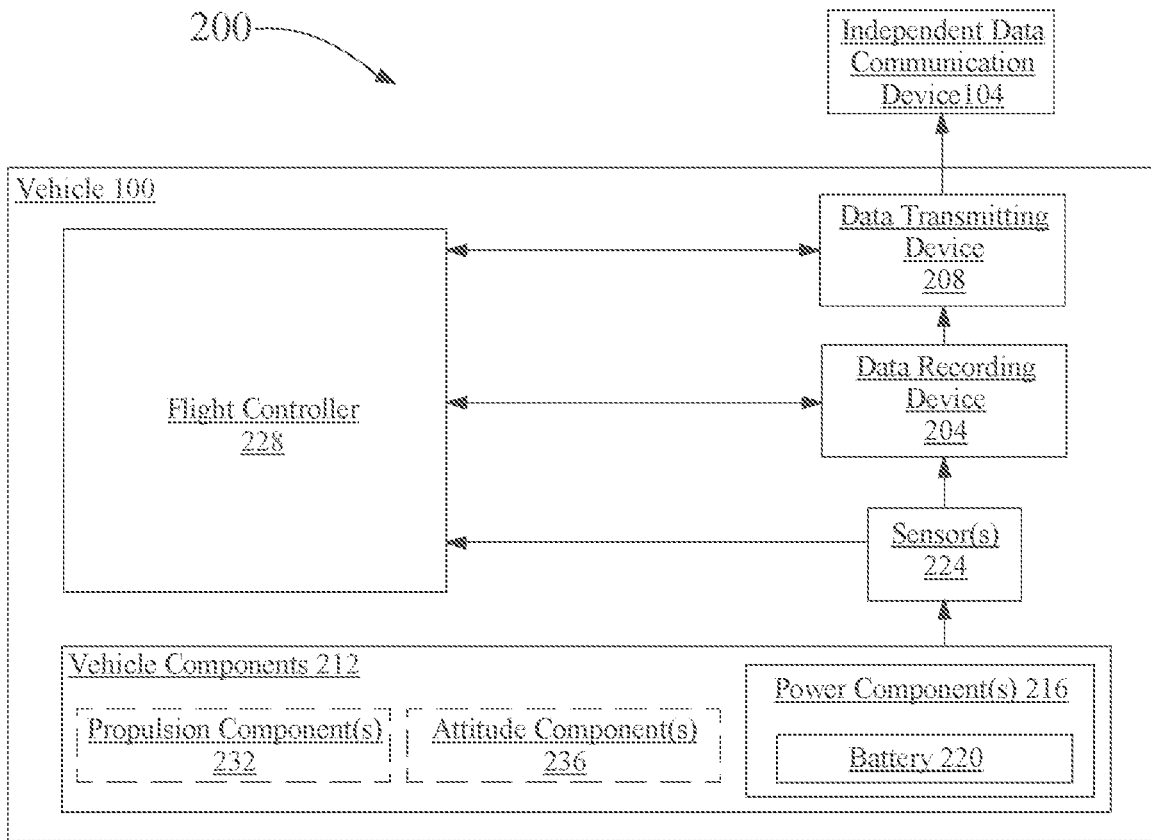 200
Independent Data
Communication
Device104
Vehicle 100
Data Transmitting
Device
208
Data Recording
Device
204
Flight Controller
228
Sensor(s)
224
Vehicle Components 212
Power Component(s) 216
Propulsion Component(s)
232
Attitude Component(s)
236
Battery 220